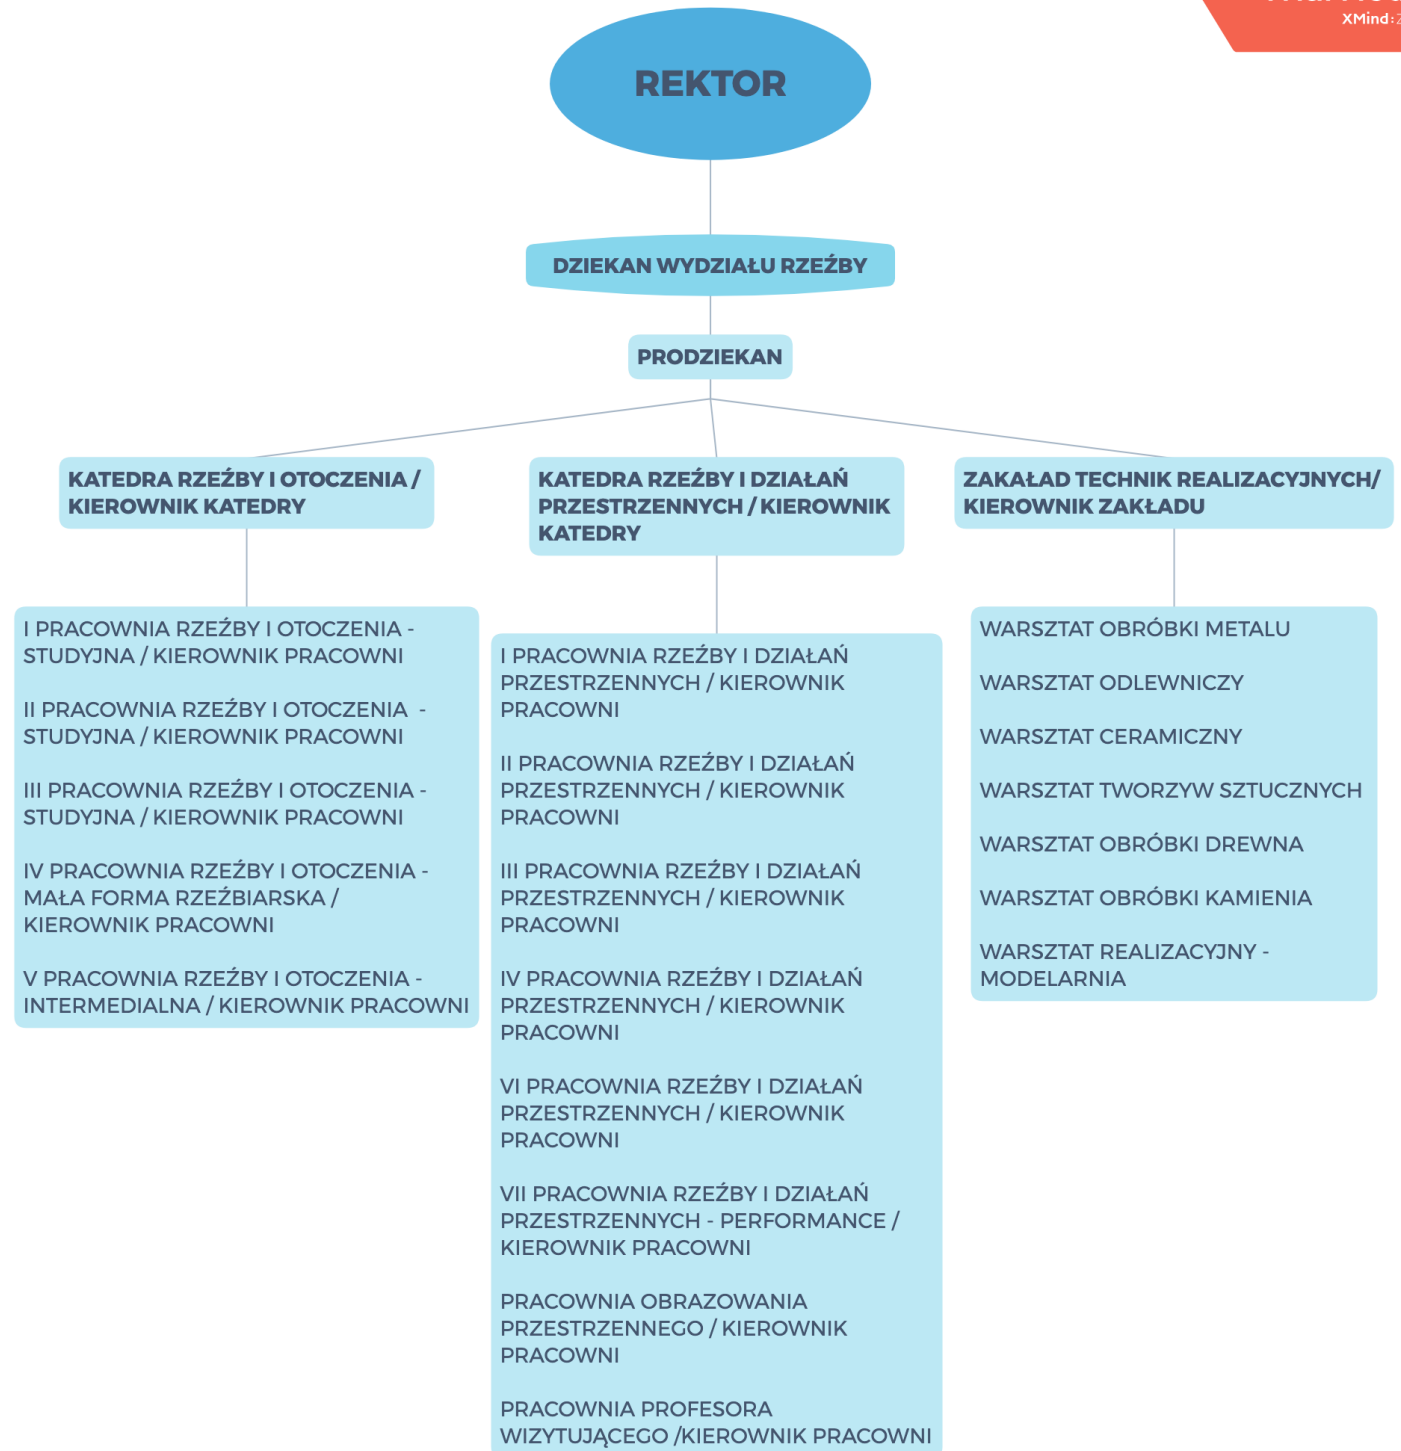 XMind:
REKTOR
DZIEKAN WYDZIAŁU RZEŹBY
PRODZIEKAN
KATEDRA RZEŹBY I OTOCZENIA /
KIEROWNIK KATEDRY
KATEDRA RZEŹBY I DZIAŁAŃ
PRZESTRZENNYCH / KIEROWNIK
KATEDRY
ZAKAŁAD TECHNIK REALIZACYJNYCH/
KIEROWNIK ZAKŁADU
I PRACOWNIA RZEŹBY I OTOCZENIA -
STUDYJNA / KIEROWNIK PRACOWNI
II PRACOWNIA RZEŹBY I OTOCZENIA -
STUDYJNA / KIEROWNIK PRACOWNI
III PRACOWNIA RZEŹBY I OTOCZENIA -
STUDYJNA / KIEROWNIK PRACOWNI
IV PRACOWNIA RZEŹBY I OTOCZENIA -
MAŁA FORMA RZEŹBIARSKA /
KIEROWNIK PRACOWNI
V PRACOWNIA RZEŹBY I OTOCZENIA -
INTERMEDIALNA / KIEROWNIK PRACOWNI
I PRACOWNIA RZEŹBY I DZIAŁAŃ
PRZESTRZENNYCH / KIEROWNIK
PRACOWNI
II PRACOWNIA RZEŹBY I DZIAŁAŃ
PRZESTRZENNYCH / KIEROWNIK
PRACOWNI
III PRACOWNIA RZEŹBY I DZIAŁAŃ
PRZESTRZENNYCH / KIEROWNIK
PRACOWNI
IV PRACOWNIA RZEŹBY I DZIAŁAŃ
PRZESTRZENNYCH / KIEROWNIK
PRACOWNI
VI PRACOWNIA RZEŹBY I DZIAŁAŃ
PRZESTRZENNYCH / KIEROWNIK
PRACOWNI
VII PRACOWNIA RZEŹBY I DZIAŁAŃ
PRZESTRZENNYCH - PERFORMANCE /
KIEROWNIK PRACOWNI
PRACOWNIA OBRAZOWANIA
PRZESTRZENNEGO / KIEROWNIK
PRACOWNI
PRACOWNIA PROFESORA
WIZYTUJĄCEGO /KIEROWNIK PRACOWNI
WARSZTAT OBRÓBKI METALU
WARSZTAT ODLEWNICZY
WARSZTAT CERAMICZNY
WARSZTAT TWORZYW SZTUCZNYCH
WARSZTAT OBRÓBKI DREWNA
WARSZTAT OBRÓBKI KAMIENIA
WARSZTAT REALIZACYJNY -
MODELARNIA